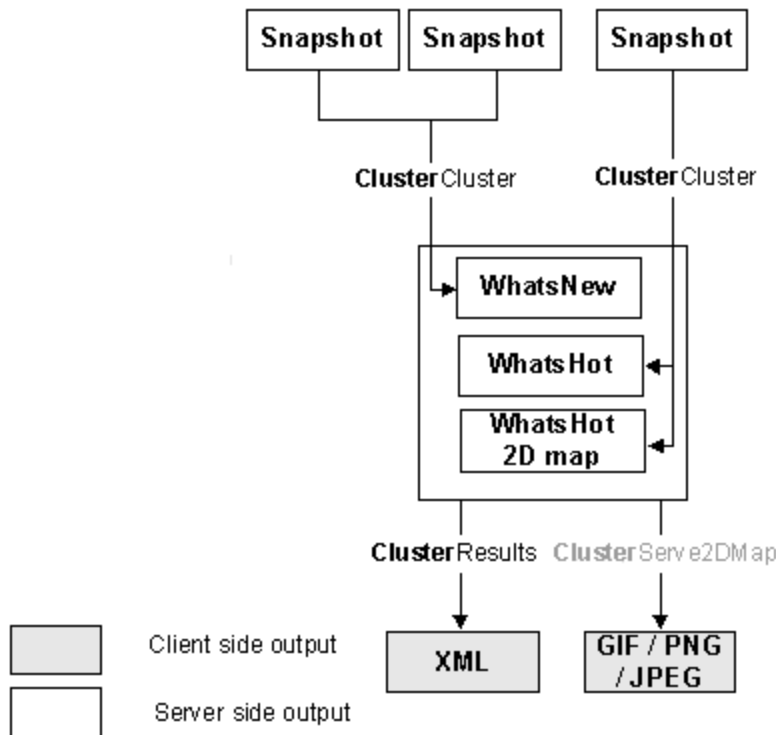 Snapshot Snapshot Snapshot
ClusterCluster ClusterCluster
WhatsNew
WhatsHot
WhatsHot
2D map
ClusterResults ClusterServe2DMap
Client side output
XML
GIF / PNG
/ JPEG
Server side output